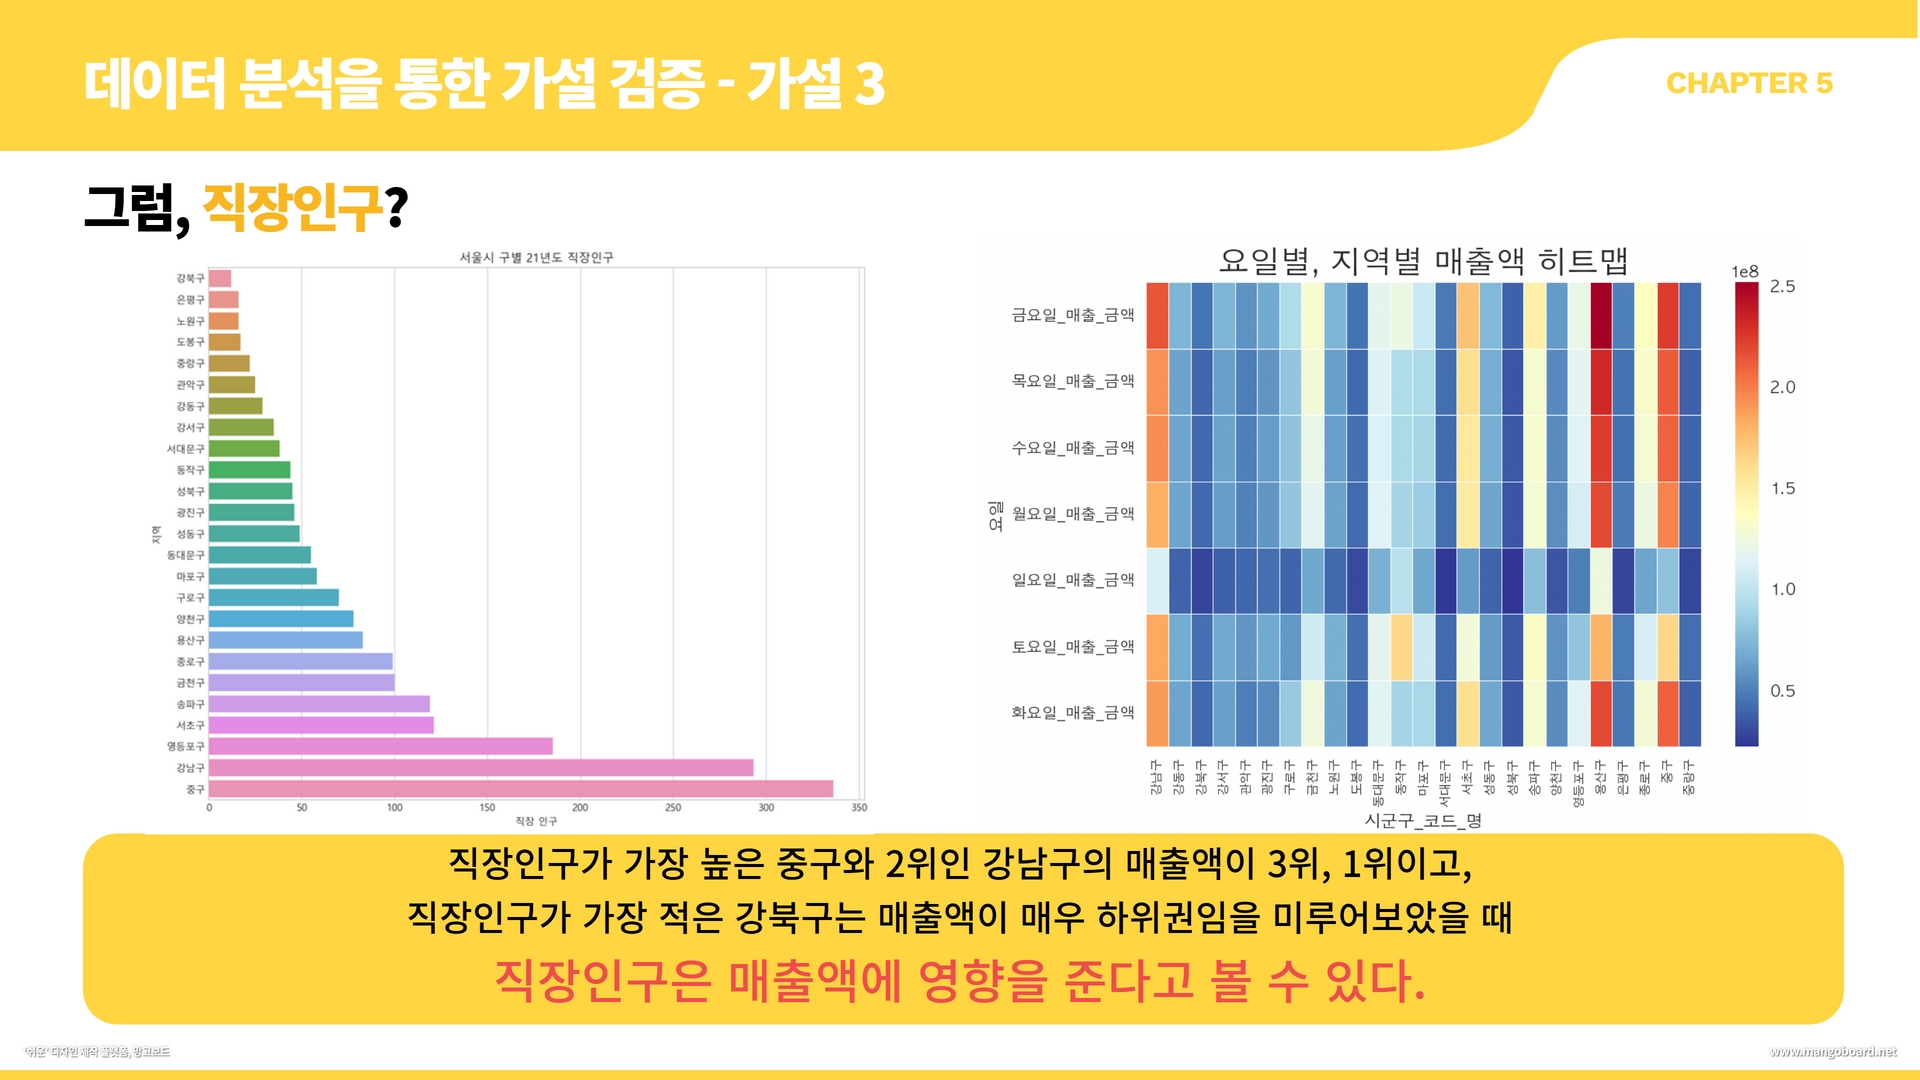 데이터 분석을 통한 가설 검증 - 가설 3
CHAPTER 5
그럼, 직장인구?
서울시 구별 21년도 직장인구
지역
강북구
은평구
노원구
도봉구
중랑구
관악구
강동구
강서구
서대문구
동작구
성북구
광진구
성동구
동대문구
마포구
구로구
양천구
용산구
종로구
금천구
송파구
서초구
영등포구
강남구
중구
0 50 100 150 200 250 300 350
직장 인구
요일별, 지역별 매출액 히트맵
1e8
요일
금요일_매출_금액
목요일_매출_금액
수요일_매출_금액
월요일_매출_금액
일요일_매출_금액
토요일_매출_금액
화요일_매출_금액
2.5
2.0
1.5
1.0
0.5
강남구 강동구 강북구 강서구 관악구 광진구 구로구 금천구 노원구 도봉구 동대문구 동작구 마포구 서대문구 서초구 성동구 성북구 송파구 양천구 영등포구 용산구 은평구 종로구 중구 중랑구
시군구_코드_명
직장인구가 가장 높은 중구와 2위인 강남구의 매출액이 3위, 1위이고,
직장인구가 가장 적은 강북구는 매출액이 매우 하위권임을 미루어보았을 때
직장인구은 매출액에 영향을 준다고 볼 수 있다.
'쉬운' 디자인 제작 플랫폼, 망고보드
www.mangoboard.net